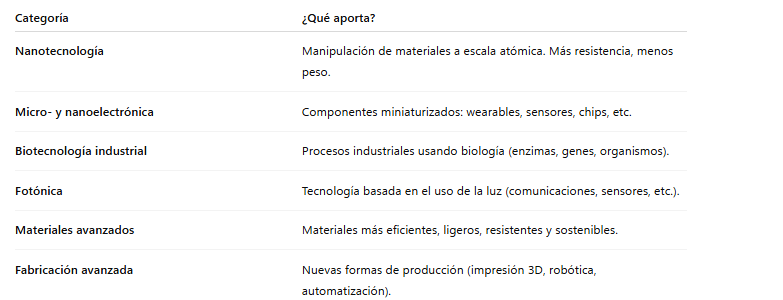 Categoría ¿Qué aporta?
Nanotecnología Manipulación de materiales a escala atómica. Más resistencia, menos
peso.
Micro- y nanoelectrónica Componentes miniaturizados: wearables, sensores, chips, etc.
Biotecnología industrial Procesos industriales usando biología (enzimas, genes, organismos).
Fotónica Tecnología basada en el uso de la luz (comunicaciones, sensores, etc.).
Materiales avanzados Materiales más eficientes, ligeros, resistentes y sostenibles.
Fabricación avanzada Nuevas formas de producción (impresión 3D, robótica,
automatización).